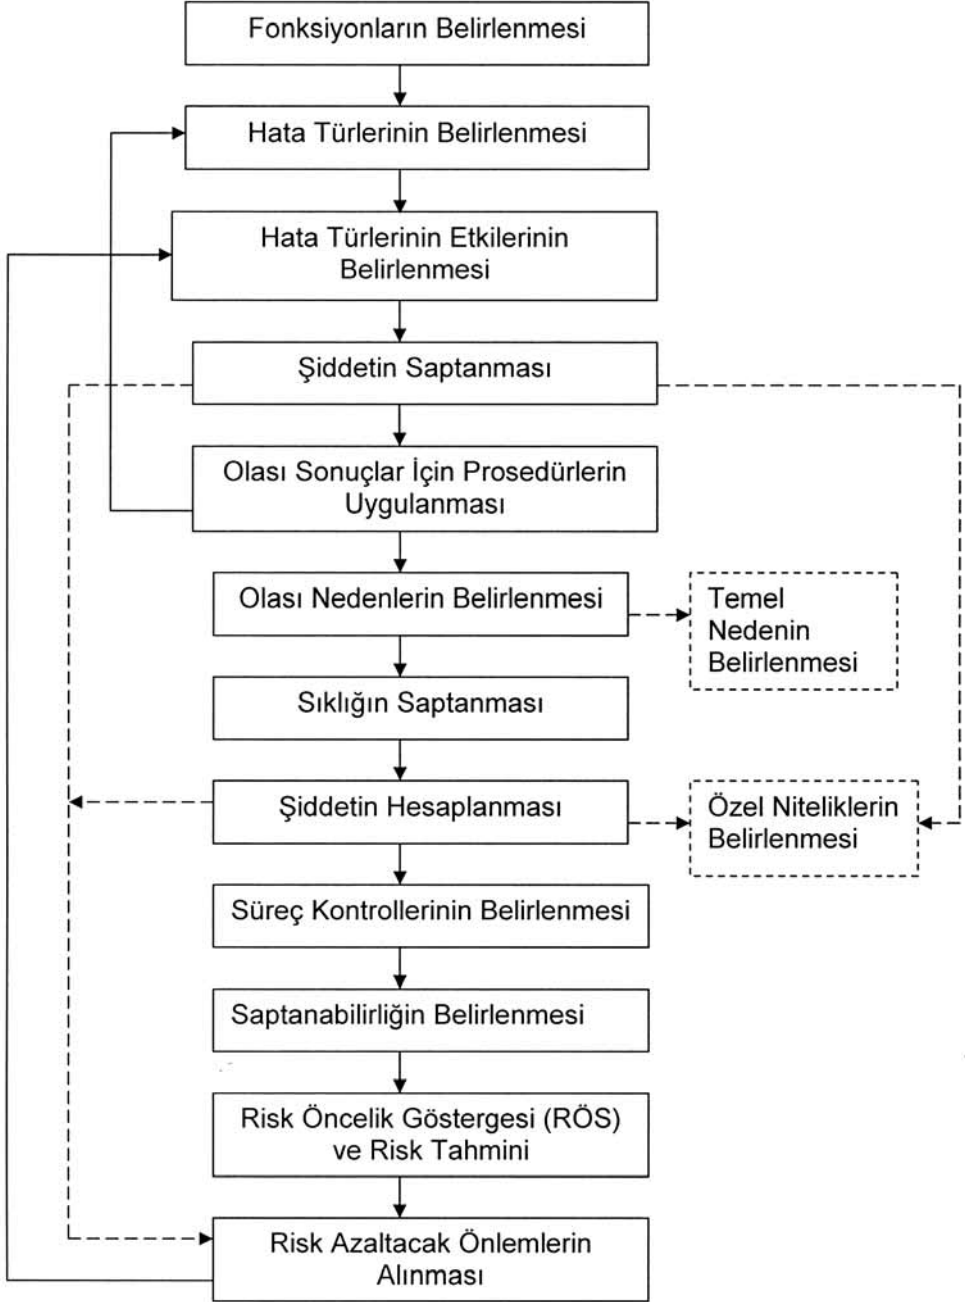 Fonksiyonların Belirlenmesi
Hata Türlerinin Belirlenmesi
Hata Türlerinin Etkilerinin
Belirlenmesi
Şiddetin Saptanması
Olası Sonuçlar İçin Prosedürlerin
Uygulanması
Olası Nedenlerin Belirlenmesi
Temel
Nedenin
Belirlenmesi
Sıklığın Saptanması
Şiddetin Hesaplanması
Özel Niteliklerin
Belirlenmesi
Süreç Kontrollerinin Belirlenmesi
Saptanabilirliğin Belirlenmesi
Risk Öncelik Göstergesi (RÖS)
ve Risk Tahmini
Risk Azaltacak Önlemlerin
Alınması